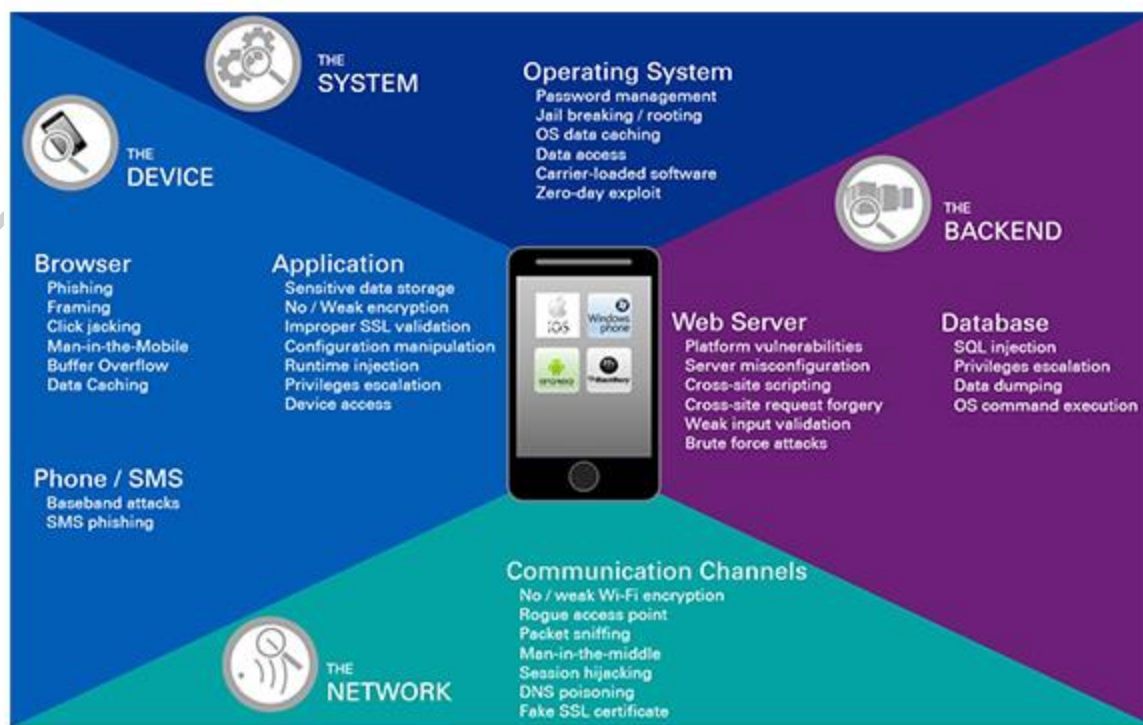 THE
SYSTEM
Operating System
Password management
Jail breaking / rooting
OS data caching
Data access
Carrier-loaded software
Zero-day exploit
THE
DEVICE
Browser
Phishing
Framing
Click jacking
Man-in-the-Mobile
Buffer Overflow
Data Caching
Application
Sensitive data storage
No / Weak encryption
Improper SSL validation
Configuration manipulation
Runtime injection
Privileges escalation
Device access
Phone / SMS
Baseband attacks
SMS phishing
iOS
Windows
phone
ANDROID
BlackBerry
THE
BACKEND
Web Server
Platform vulnerabilities
Server misconfiguration
Cross-site scripting
Cross-site request forgery
Weak input validation
Brute force attacks
Database
SQL injection
Privileges escalation
Data dumping
OS command execution
THE
NETWORK
Communication Channels
No / weak Wi-Fi encryption
Rogue access point
Packet sniffing
Man-in-the-middle
Session hijacking
DNS poisoning
Fake SSL certificate